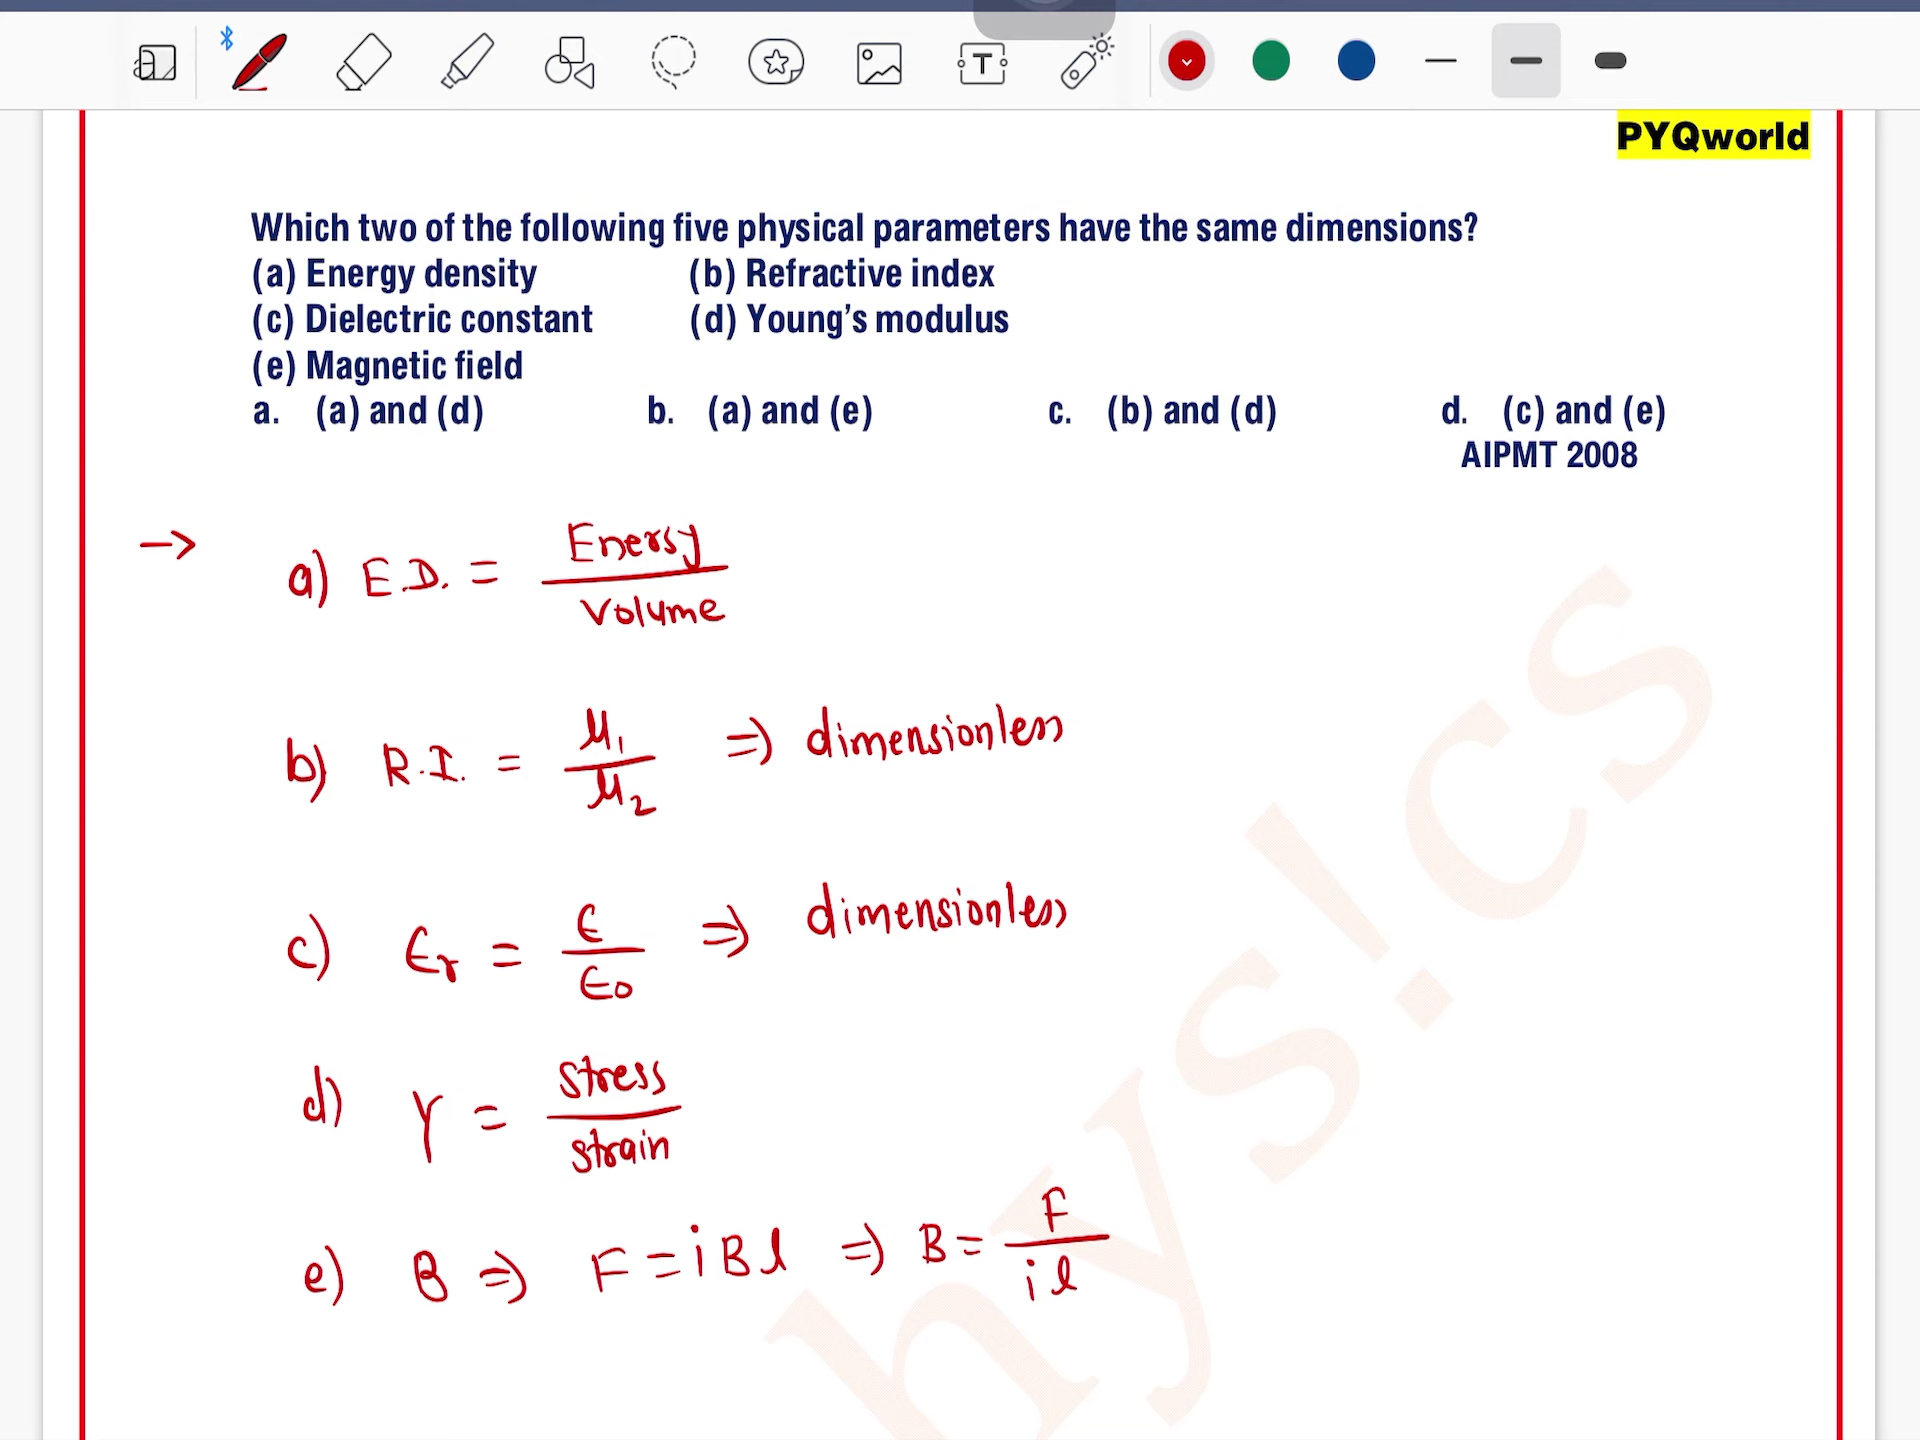 PYQworld
Which two of the following five physical parameters have the same dimensions?
(a) Energy density (b) Refractive index
(c) Dielectric constant (d) Young's modulus
(e) Magnetic field
a. (a) and (d) b. (a) and (e) c. (b) and (d) d. (c) and (e)
AIPMT 2008
→ a) E.D. = Energy / Volume
b) R.I. = μ₁ / μ₂ ⇒ dimensionless
c) ϵr = ϵ / ϵ₀ ⇒ dimensionless
d) Y = stress / strain
e) B ⇒ F = iBl ⇒ B = F / il
hys!cs